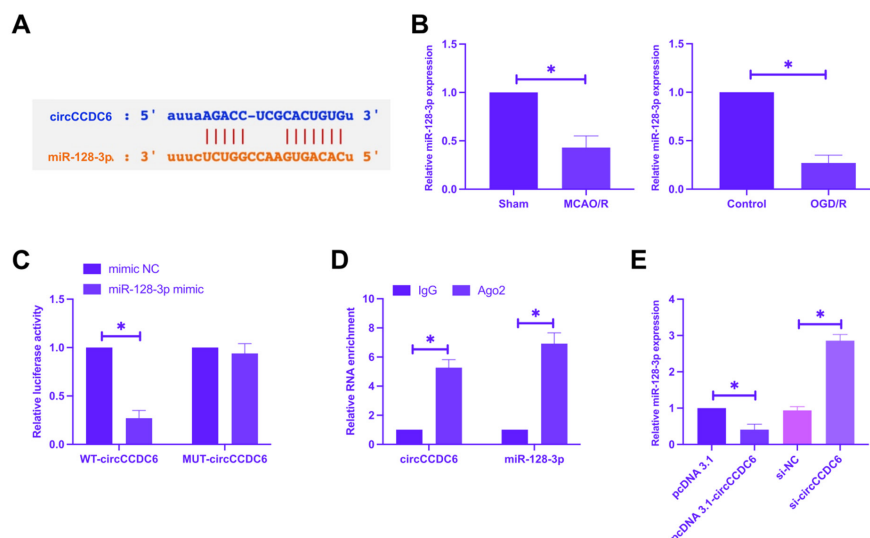 A
circCCDC6 : 5' auuaAGACC-UCGCACUGUGu 3'
miR-128-3p. : 3' uuucUCUGGCCAAGUGACACu 5'
B
Relative miR-128-3p expression
1.5
1.0
0.5
0.0
*
Sham
MCAO/R
Relative miR-128-3p expression
1.5
1.0
0.5
0.0
*
Control
OGD/R
C
mimic NC
miR-128-3p mimic
Relative luciferase activity
1.5
1.0
0.5
0.0
*
WT-circCCDC6
MUT-circCCDC6
D
IgG
Ago2
Relative RNA enrichment
10
8
6
4
2
0
*
*
circCCDC6
miR-128-3p
E
Relative miR-128-3p expression
4
3
2
1
0
*
*
pcDNA 3.1
pcDNA 3.1-circCCDC6
si-NC
si-circCCDC6